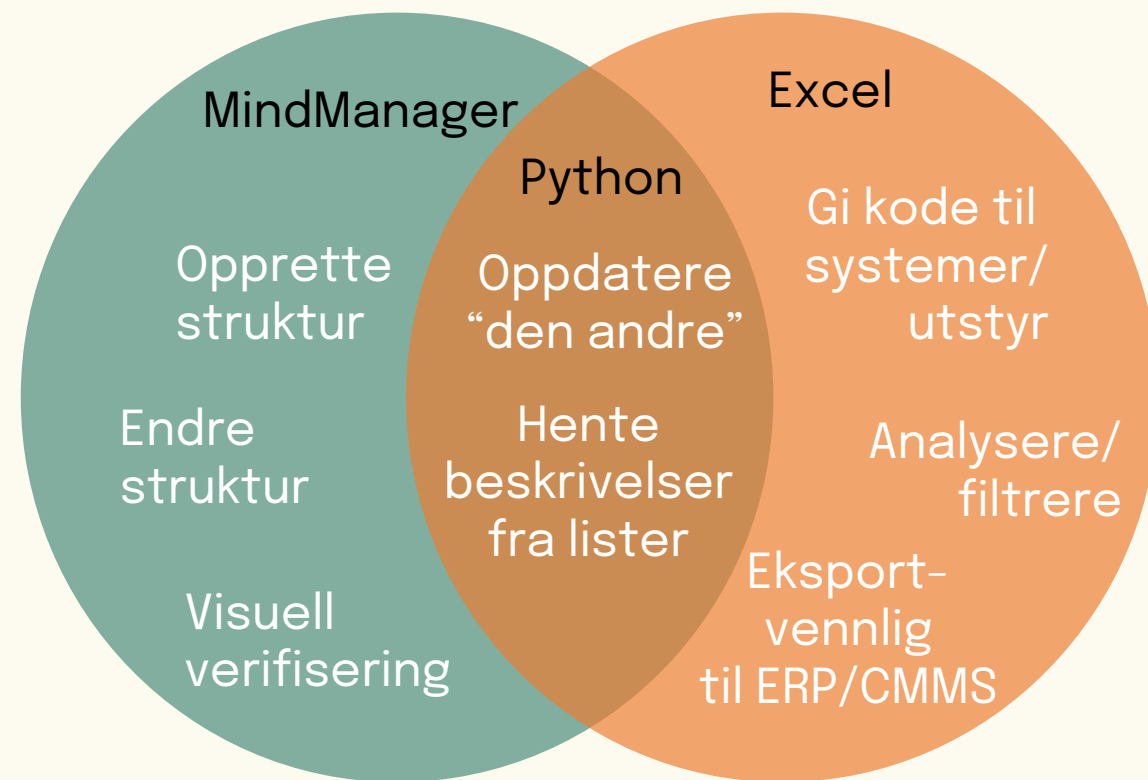 MindManager
Opprette
struktur
Endre
struktur
Visuell
verifisering
Python
Oppdatere
“den andre”
Hente
beskrivelser
fra lister
Excel
Gi kode til
systemer/
utstyr
Analysere/
filtrere
Eksport-
vennlig
til ERP/CMMS